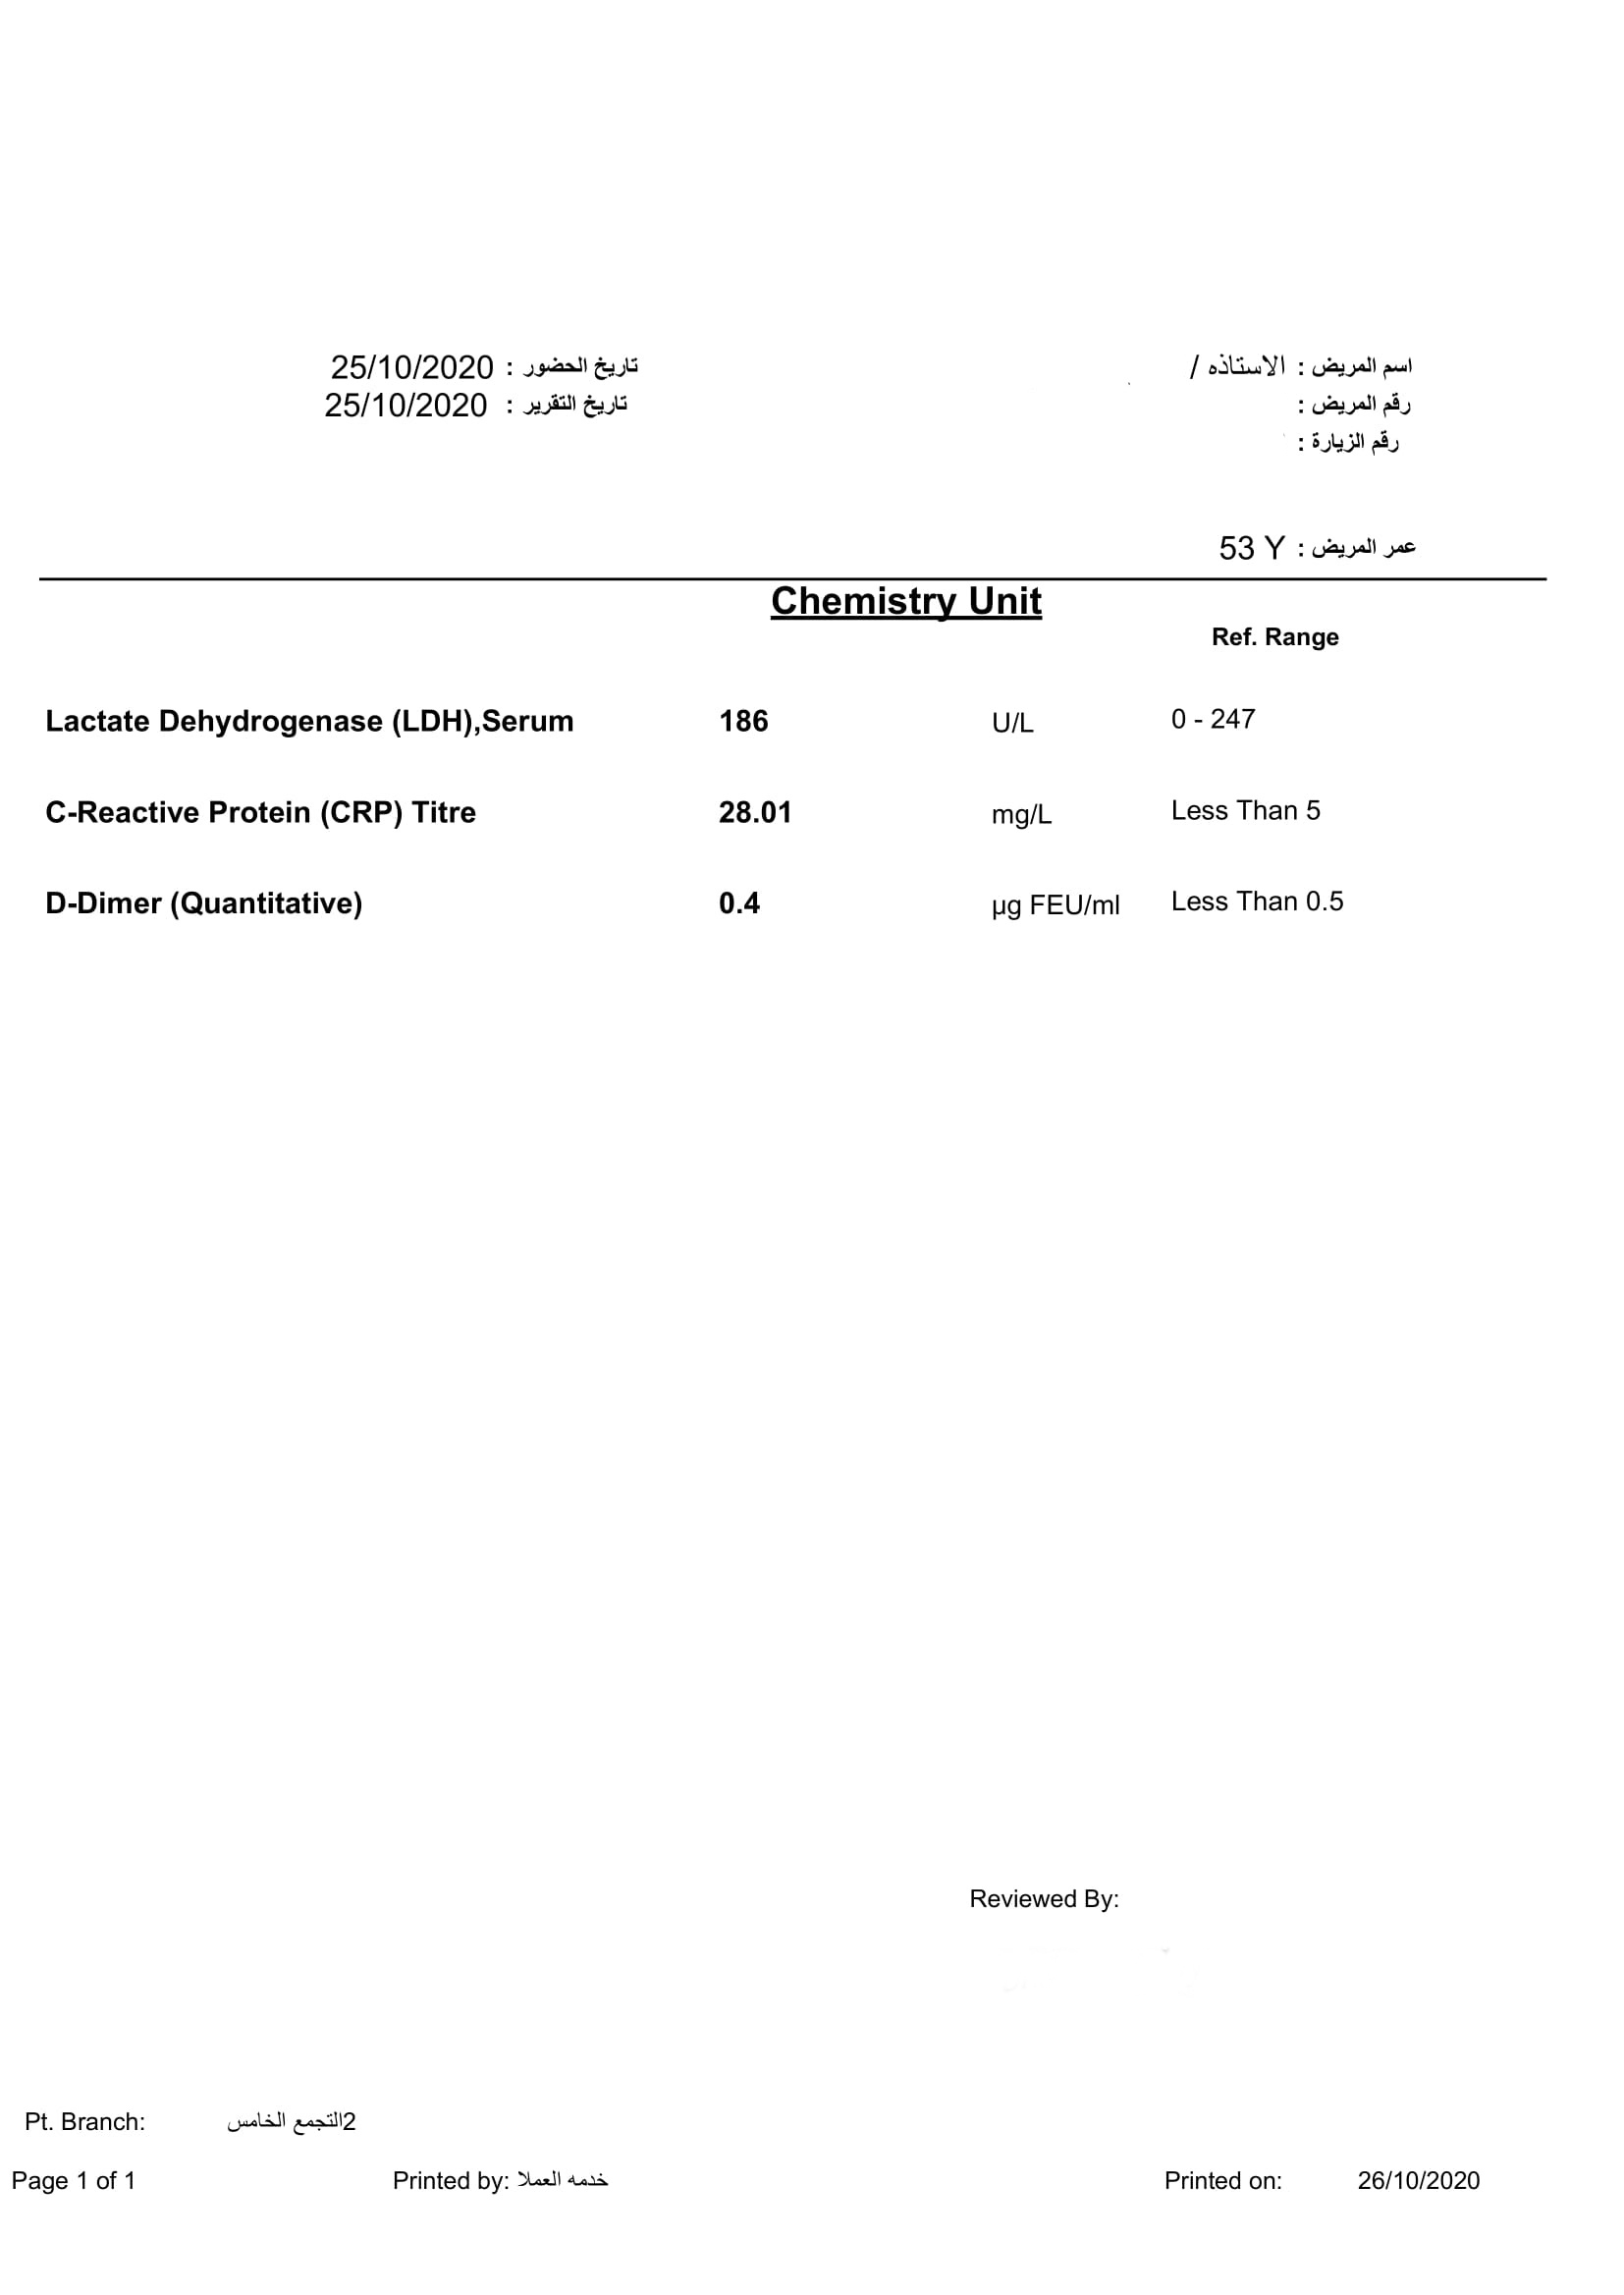 اسم المريض : الاستاذه /
تاريخ الحضور : 25/10/2020
رقم المريض :
تاريخ التقرير : 25/10/2020
رقم الزيارة :
عمر المريض : 53 Y
Chemistry Unit
Ref. Range
Lactate Dehydrogenase (LDH),Serum 186 U/L 0 - 247
C-Reactive Protein (CRP) Titre 28.01 mg/L Less Than 5
D-Dimer (Quantitative) 0.4 µg FEU/ml Less Than 0.5
Reviewed By:
Pt. Branch: التجمع الخامس2
Page 1 of 1 Printed by: خدمه العملا Printed on: 26/10/2020